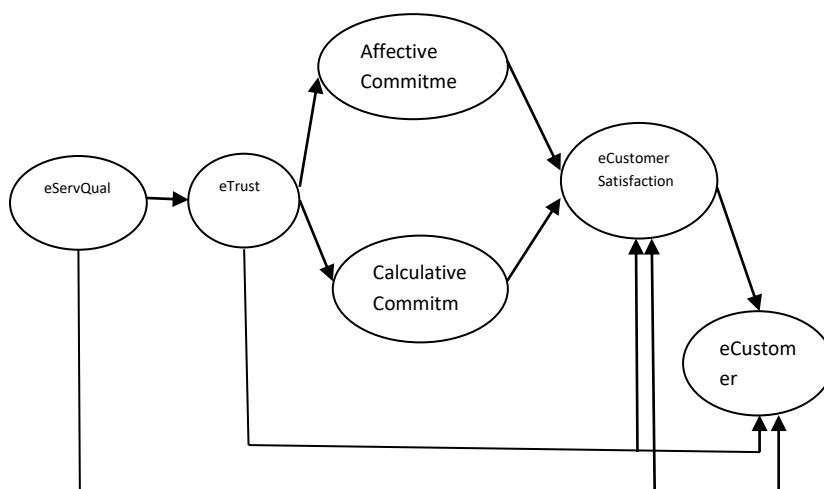 Affective
Commitme
eCustomer
Satisfaction
eServQual
eTrust
Calculative
Commitm
eCustom
er